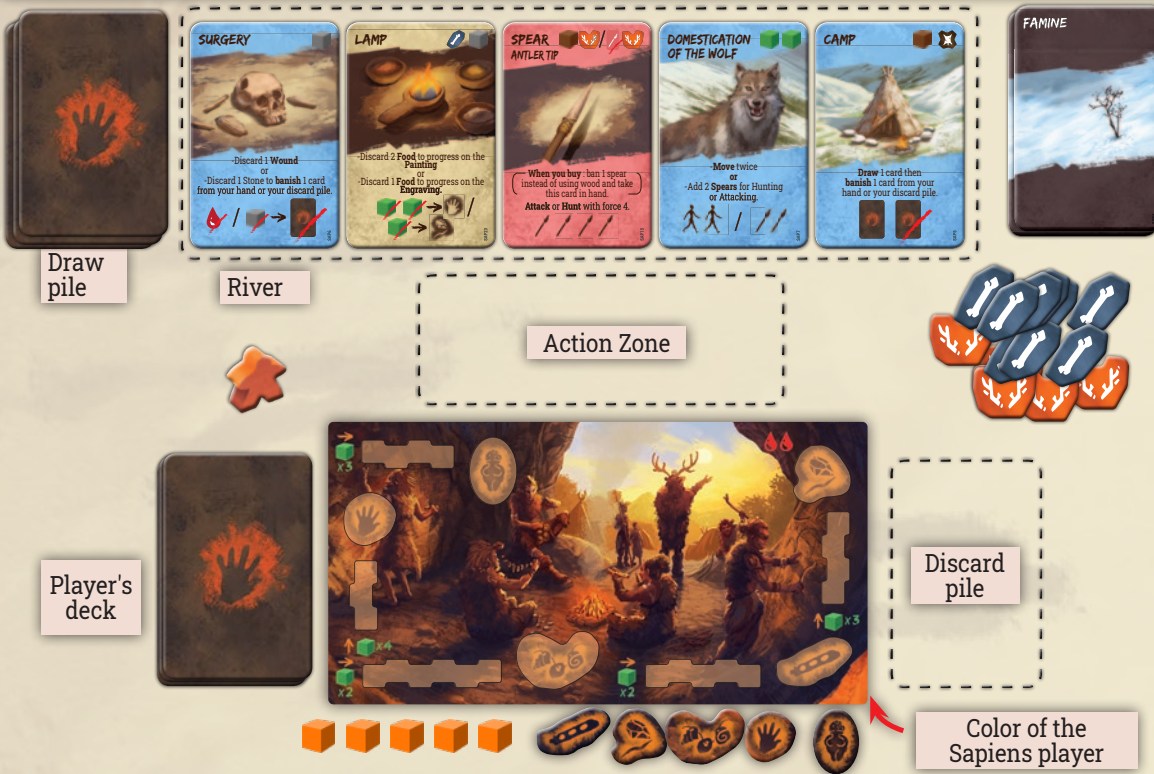 SURGERY
-Discard 1 Wound
or
-Discard 1 Stone to banish 1 card
from your hand or your discard pile.
/
LAMP
-Discard 2 Food to progress on the
Painting
or
-Discard 1 Food to progress on the
Engraving.
/
SPEAR
ANTLER TIP
/
When you buy : ban 1 spear
instead of using wood and take
this card in hand.
Attack or Hunt with force 4.
DOMESTICATION
OF THE WOLF
-Move twice
or
-Add 2 Spears for Hunting
or Attacking.
/
CAMP
Draw 1 card then
banish 1 card from your
hand or your discard pile.
FAMINE
Draw
pile
River
Action Zone
x3
x3
x4
x2
x2
Player's
deck
Discard
pile
Color of the
Sapiens player